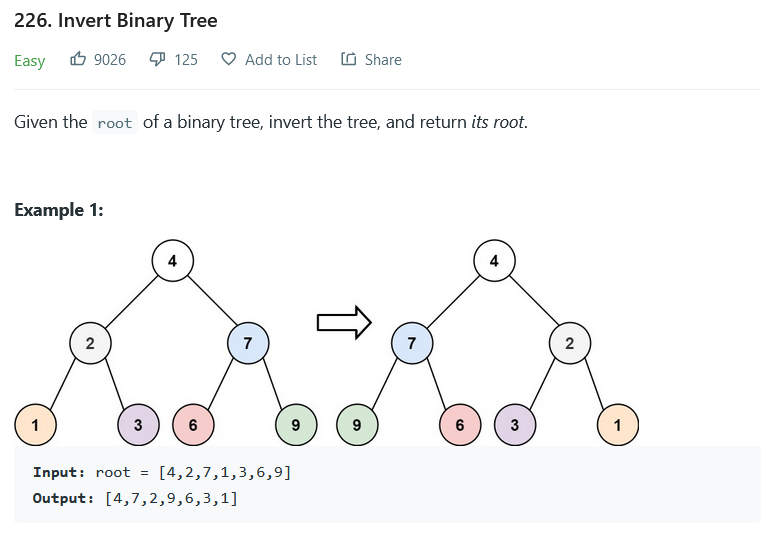 226. Invert Binary Tree
Easy 9026 125 Add to List Share
Given the root of a binary tree, invert the tree, and return its root.
Example 1:
4 4
2 7 7 2
1 3 6 9 9 6 3 1
Input: root = [4,2,7,1,3,6,9]
Output: [4,7,2,9,6,3,1]